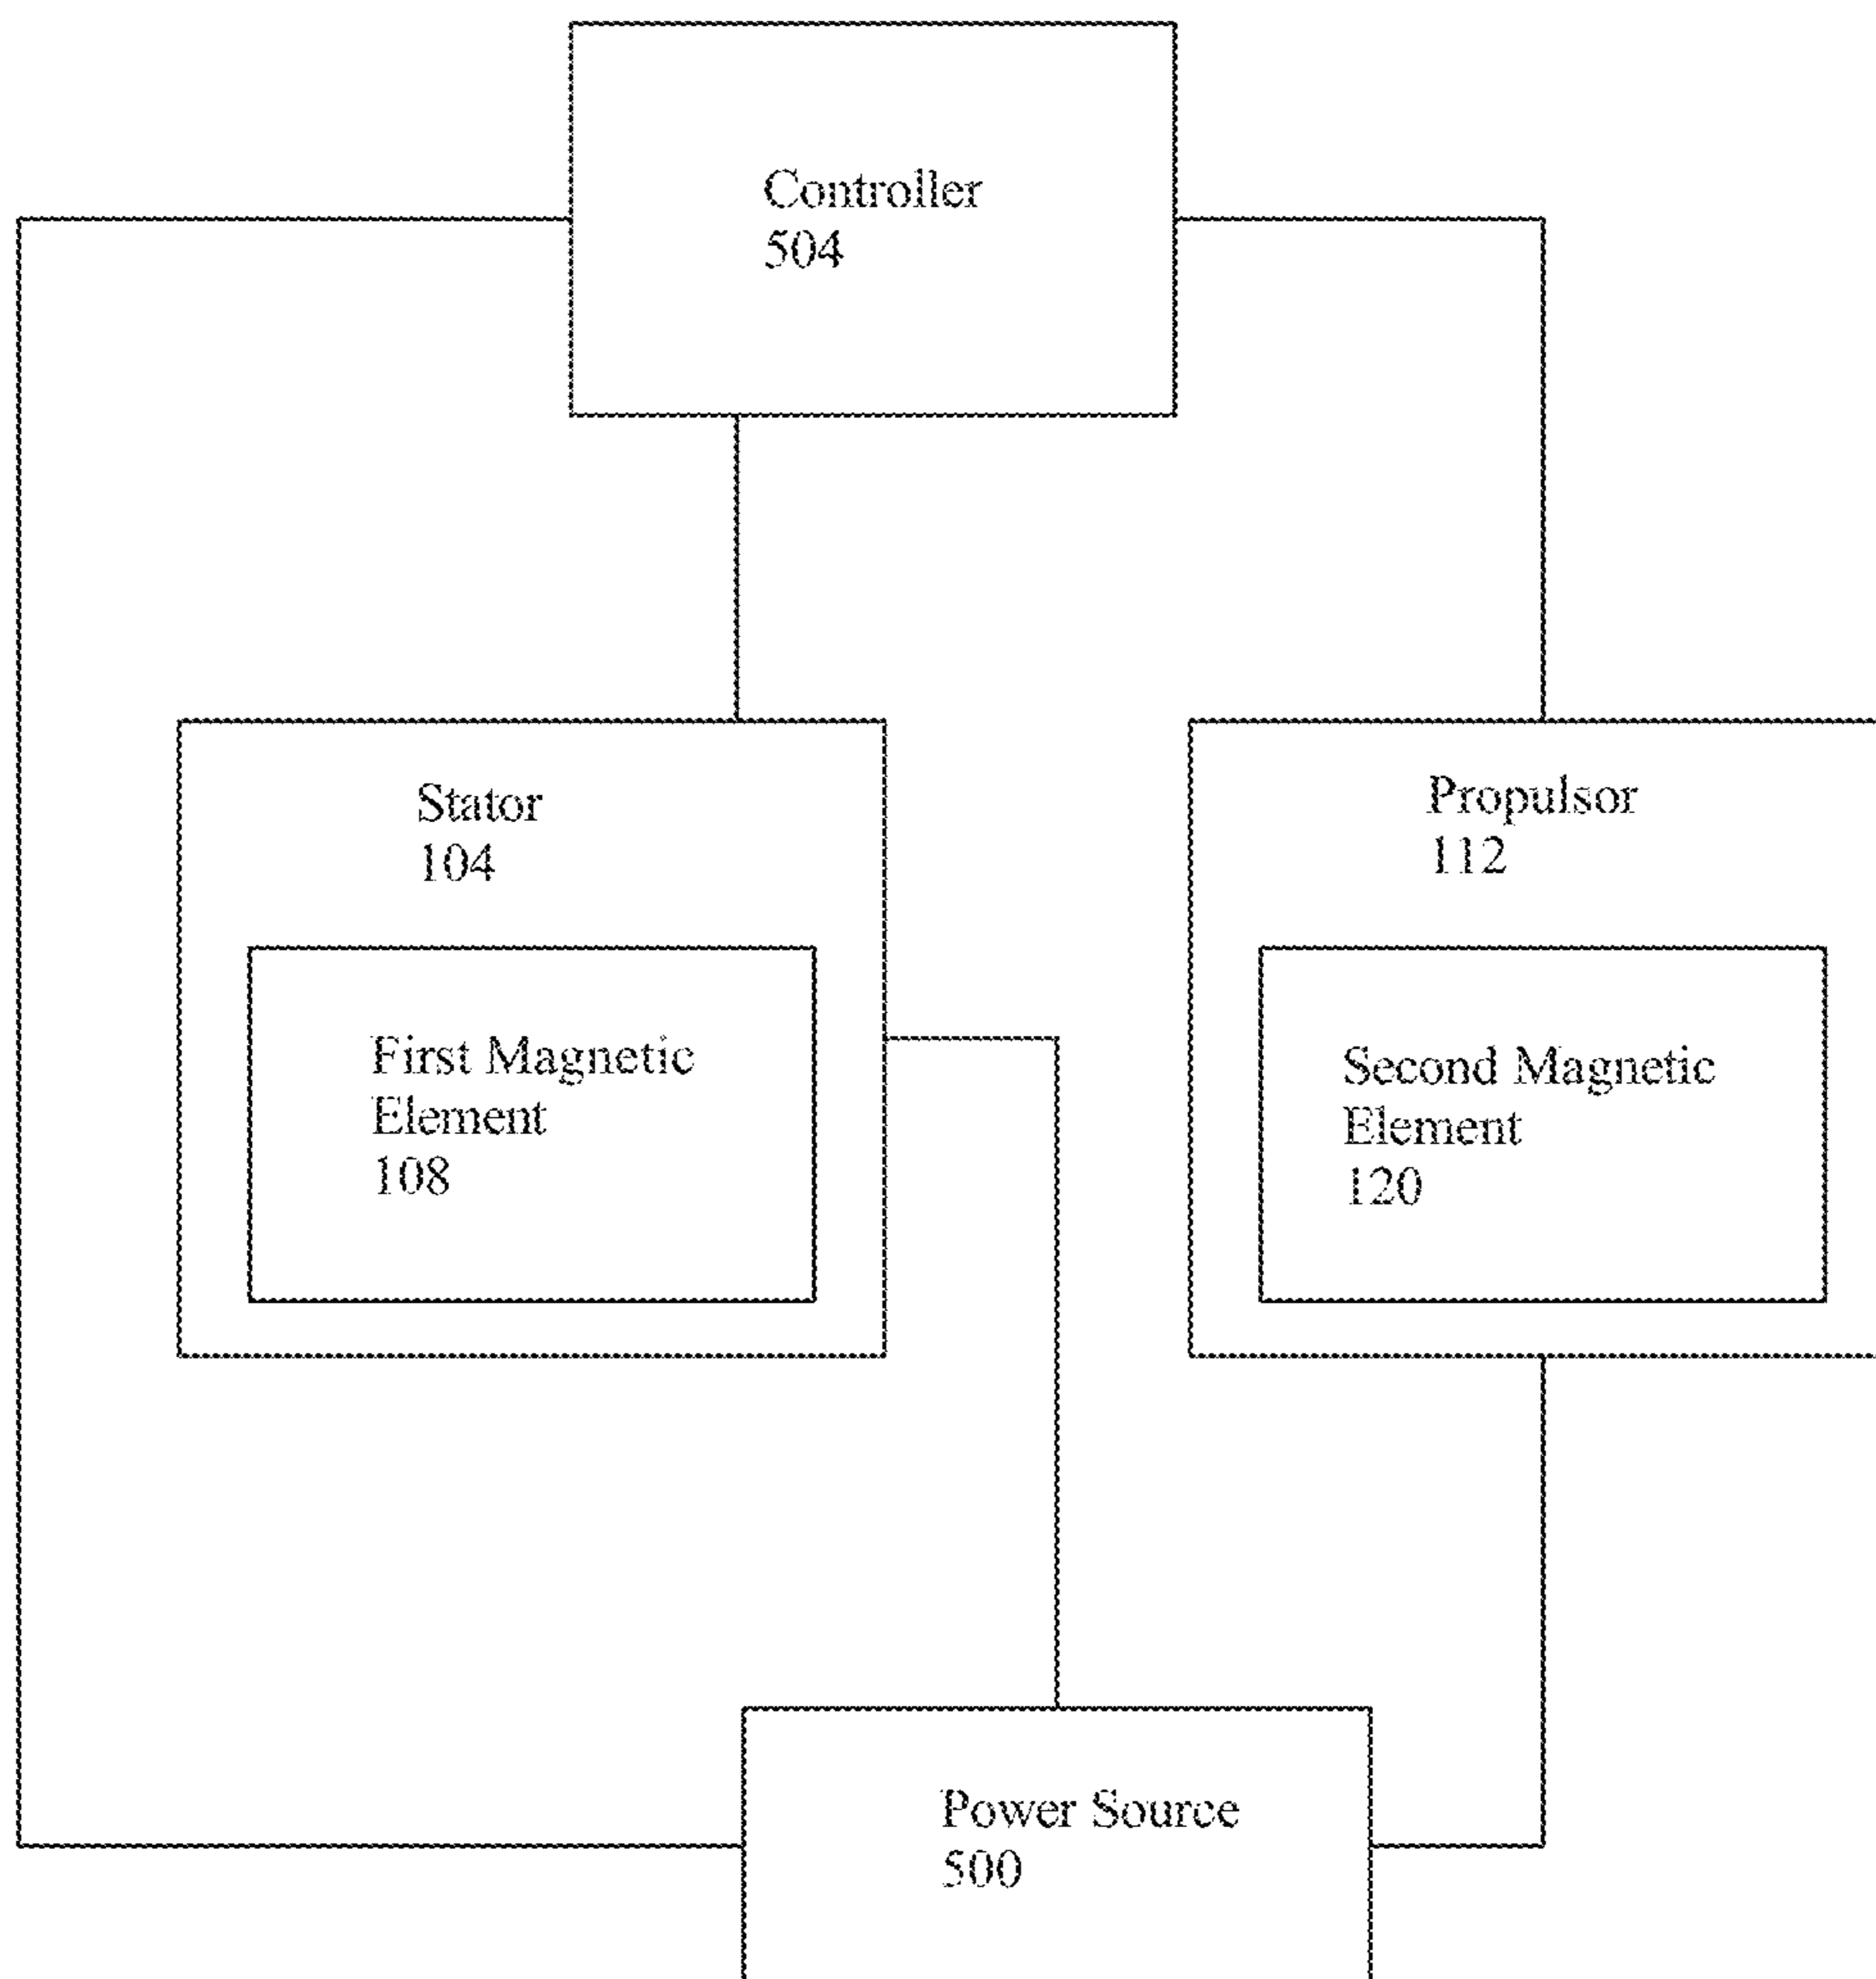 Controller
504
Stator
104
Propulsor
112
First Magnetic
Element
108
Second Magnetic
Element
120
Power Source
500